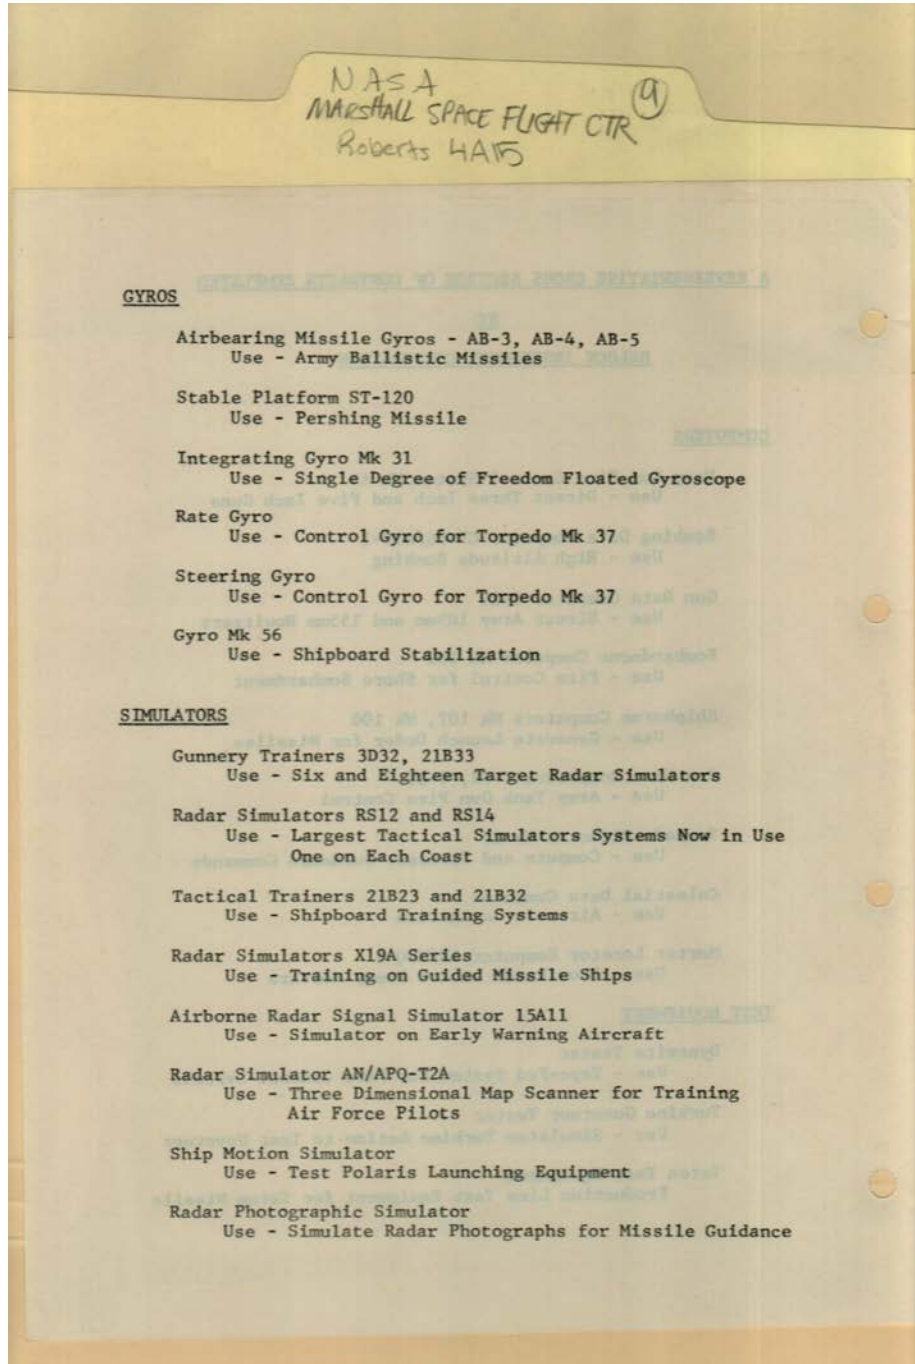 NASA
MARSHALL SPACE FLIGHT CTR 9
Roberts 4A15
GYROS
Airbearing Missile Gyros - AB-3, AB-4, AB-5
Use - Army Ballistic Missiles
Stable Platform ST-120
Use - Pershing Missile
Integrating Gyro Mk 31
Use - Single Degree of Freedom Floated Gyroscope
Rate Gyro
Use - Control Gyro for Torpedo Mk 37
Steering Gyro
Use - Control Gyro for Torpedo Mk 37
Gyro Mk 56
Use - Shipboard Stabilization
SIMULATORS
Gunnery Trainers 3D32, 21B33
Use - Six and Eighteen Target Radar Simulators
Radar Simulators RS12 and RS14
Use - Largest Tactical Simulators Systems Now in Use
One on Each Coast
Tactical Trainers 21B23 and 21B32
Use - Shipboard Training Systems
Radar Simulators X19A Series
Use - Training on Guided Missile Ships
Airborne Radar Signal Simulator 15A11
Use - Simulator on Early Warning Aircraft
Radar Simulator AN/APQ-T2A
Use - Three Dimensional Map Scanner for Training
Air Force Pilots
Ship Motion Simulator
Use - Test Polaris Launching Equipment
Radar Photographic Simulator
Use - Simulate Radar Photographs for Missile Guidance